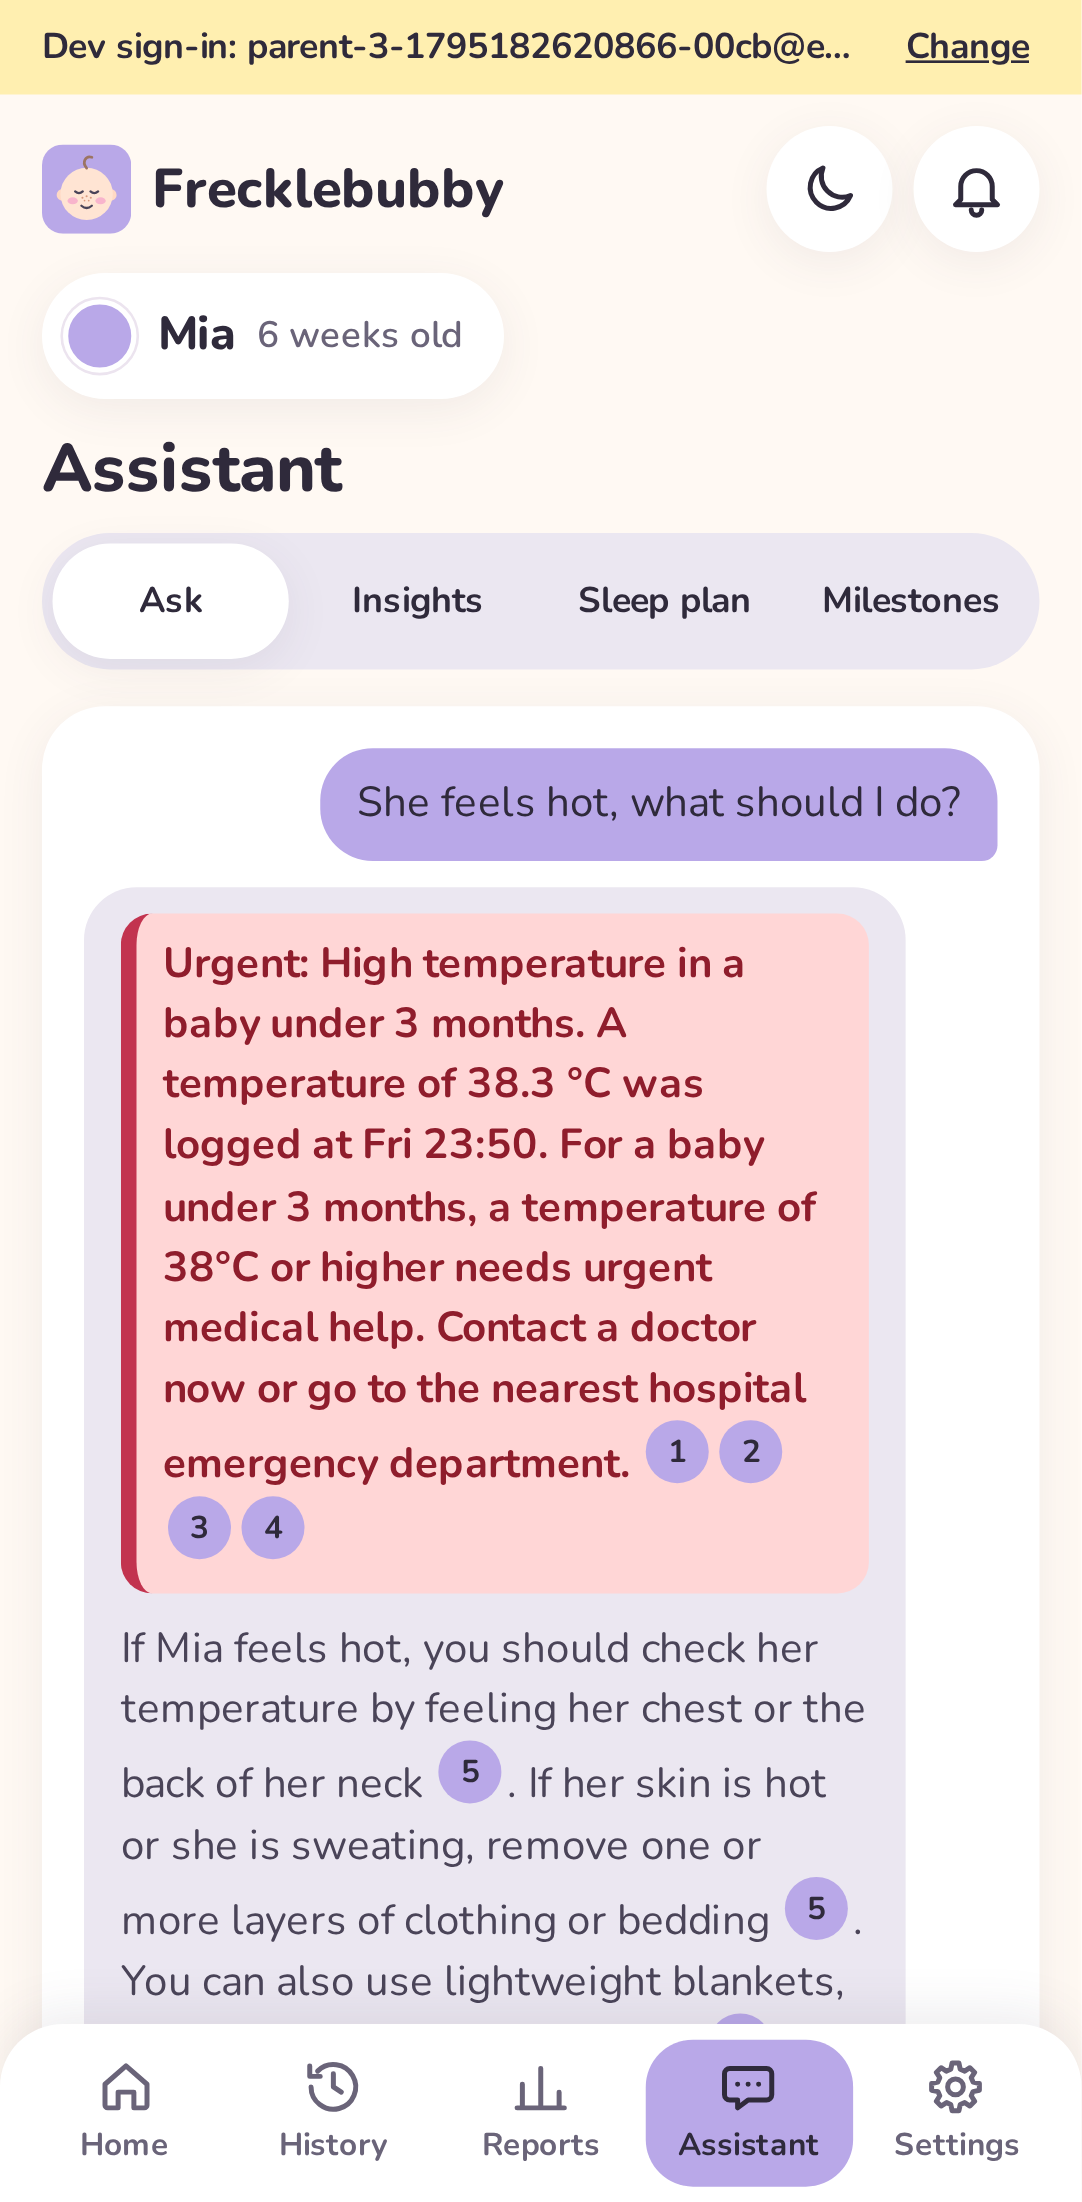 Dev sign-in: parent-3-1795182620866-00cb@e... Change
Frecklebubby
Mia 6 weeks old
Assistant
Ask Insights Sleep plan Milestones
She feels hot, what should I do?
Urgent: High temperature in a
baby under 3 months. A
temperature of 38.3 °C was
logged at Fri 23:50. For a baby
under 3 months, a temperature of
38°C or higher needs urgent
medical help. Contact a doctor
now or go to the nearest hospital
emergency department. 1 2
3 4
If Mia feels hot, you should check her
temperature by feeling her chest or the
back of her neck 5 . If her skin is hot
or she is sweating, remove one or
more layers of clothing or bedding 5 .
You can also use lightweight blankets,
Home History Reports Assistant Settings